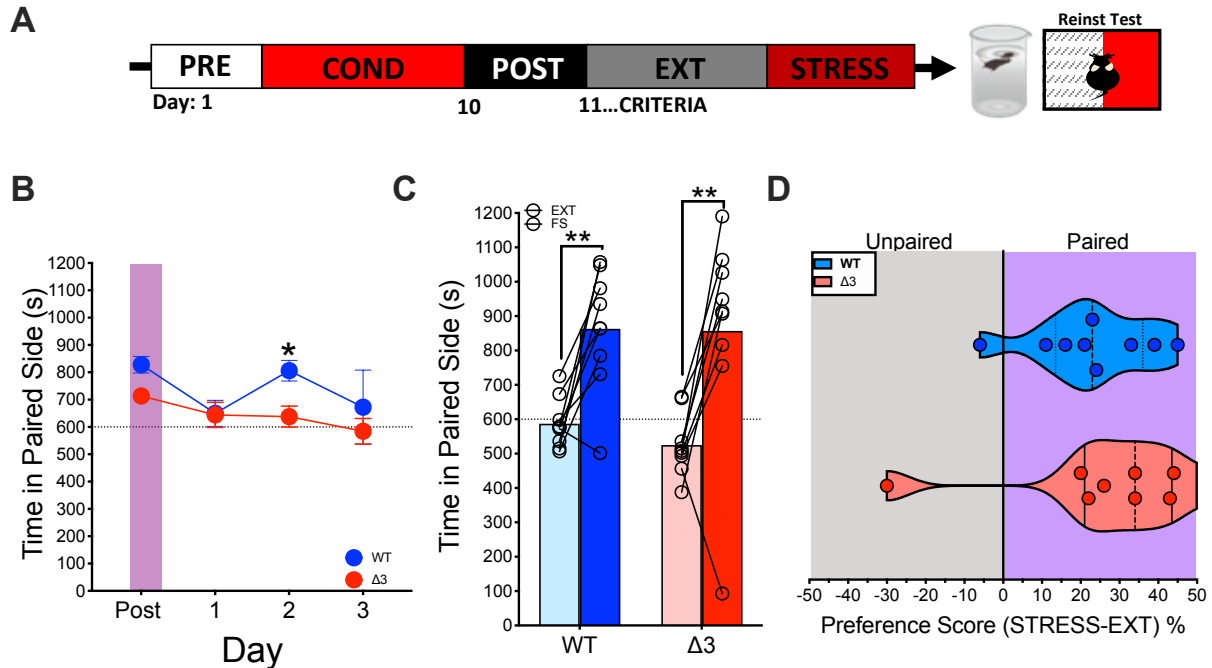 A
PRE COND POST EXT STRESS
Reinst Test
Day: 1 10 11...CRITERIA
B
Time in Paired Side (s)
1200
1100
1000
900
800
700
600
500
400
300
200
100
0
*
WT
Δ3
Post 1 2 3
Day
C
Time in Paired Side (s)
1200
1100
1000
900
800
700
600
500
400
300
200
100
0
EXT
FS
**
**
WT Δ3
D
Unpaired Paired
WT
Δ3
-50 -40 -30 -20 -10 0 10 20 30 40 50
Preference Score (STRESS-EXT) %